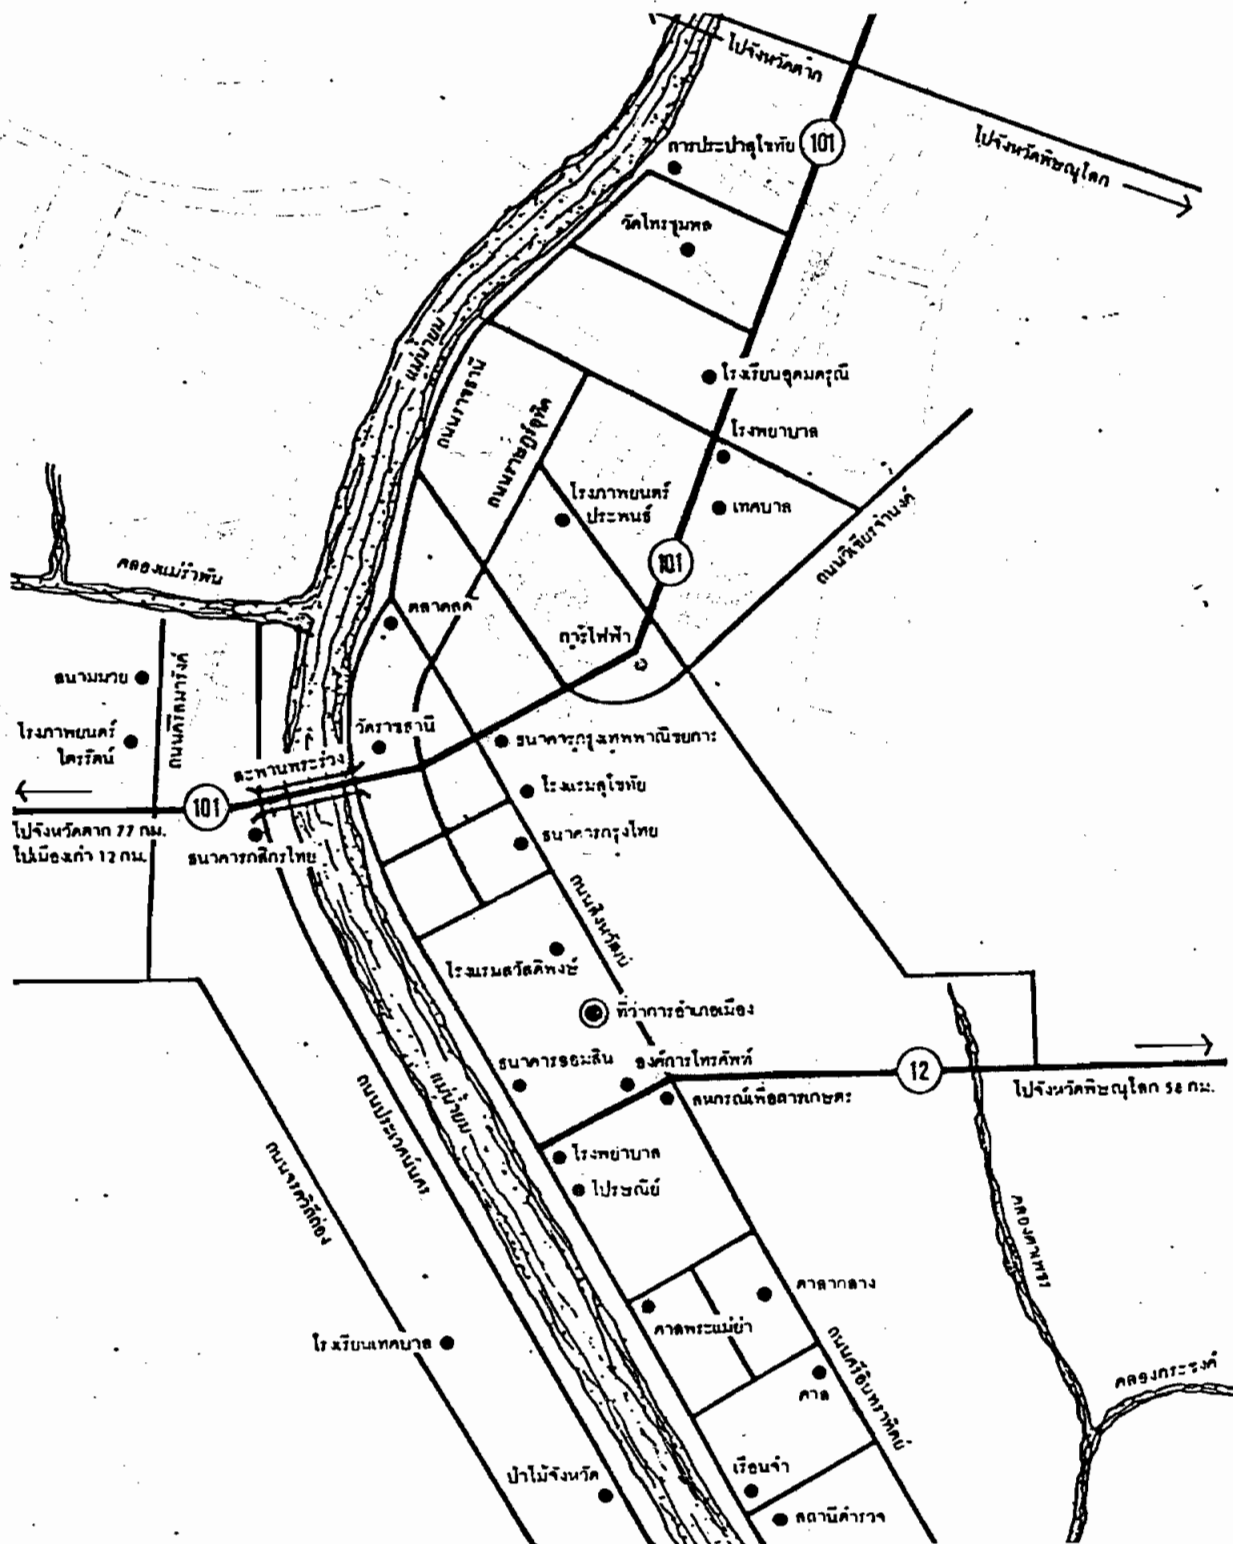 ไปจังหวัดตาก
ไปจังหวัดพิษณุโลก
101
การประปาสุโขทัย
วัดไทรชุมพล
แม่น้ำยม
ถนนราชธานี
ถนนราษฎร์อุทิศ
โรงเรียนอุดมดรุณี
โรงพยาบาล
เทศบาล
โรงภาพยนตร์
ประพนธ์
101
ถนนวิเชียรจำนงค์
คลองแม่รำพัน
ตลาดสด
การไฟฟ้า
สนามมวย
โรงภาพยนตร์
ไตรรัตน์
วัดราชธานี
สะพานพระร่วง
ธนาคารกรุงเทพพาณิชยการ
โรงแรมสุโขทัย
101
ไปจังหวัดตาก 77 กม.
ไปเมืองเก่า 12 กม.
ธนาคารกสิกรไทย
ธนาคารกรุงไทย
ถนนสิงหวัฒน์
โรงแรมสวัสดิพงษ์
ที่ว่าการอำเภอเมือง
ธนาคารออมสิน
องค์การโทรศัพท์
12
ไปจังหวัดพิษณุโลก 58 กม.
สหกรณ์เพื่อการเกษตร
แม่น้ำยม
ถนนประเวศน์นคร
ถนนจรดวิถีถ่อง
โรงพยาบาล
ไปรษณีย์
คลองตาเพชร
ศาลากลาง
ศาลพระแม่ย่า
โรงเรียนเทศบาล
ศาล
ถนนศรีอินทราทิตย์
เรือนจำ
ป่าไม้จังหวัด
สถานีตำรวจ